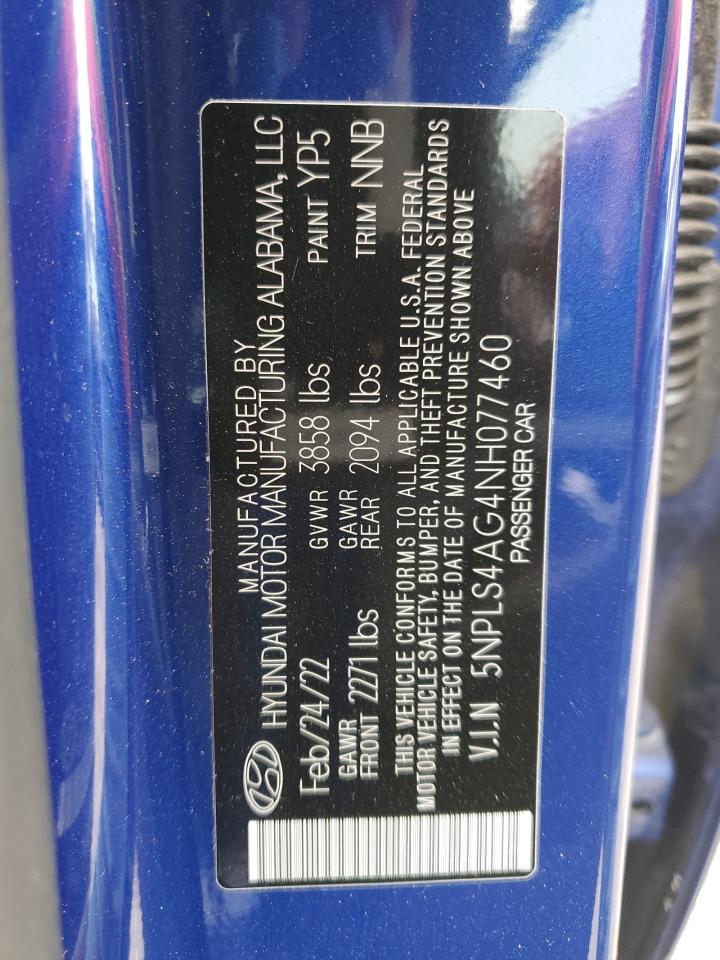 MANUFACTURED BY
HYUNDAI MOTOR MANUFACTURING ALABAMA, LLC
Feb/24/22 GVWR 3858 lbs PAINT YP5
GAWR FRONT 2271 lbs GAWR REAR 2094 lbs TRIM NNB
THIS VEHICLE CONFORMS TO ALL APPLICABLE U.S.A. FEDERAL
MOTOR VEHICLE SAFETY, BUMPER, AND THEFT PREVENTION STANDARDS
IN EFFECT ON THE DATE OF MANUFACTURE SHOWN ABOVE
V.I.N 5NPLS4AG4NH077460
PASSENGER CAR